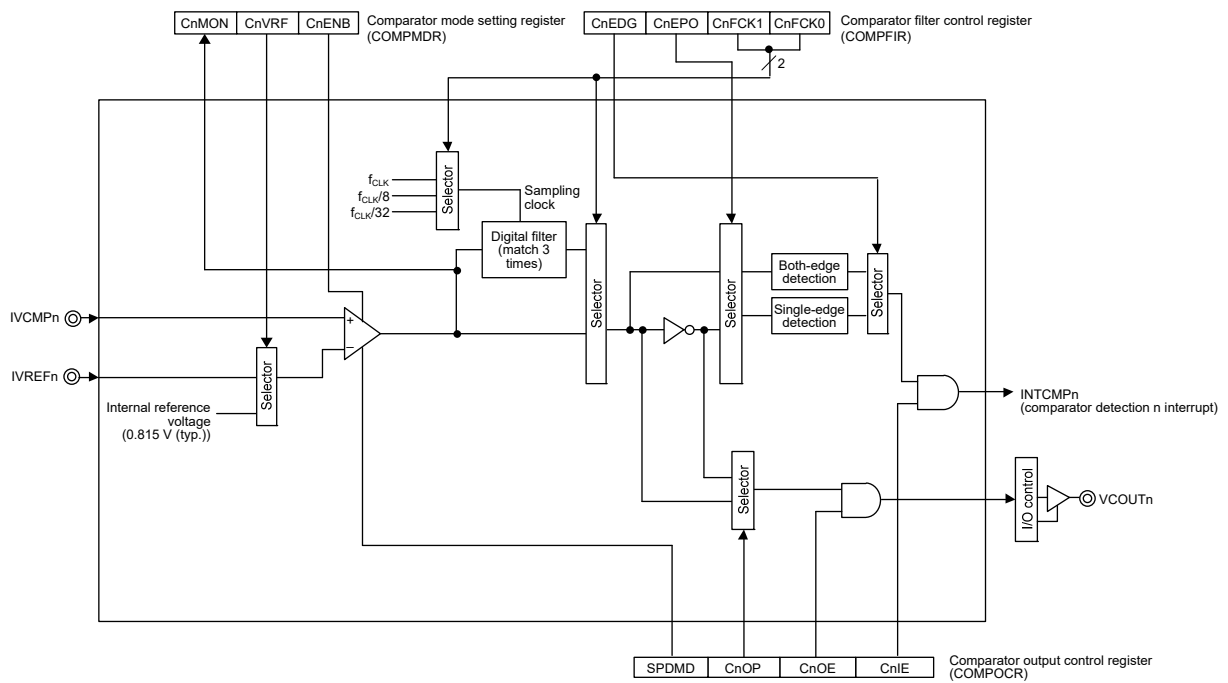 CnMON CnVRF CnENB
Comparator mode setting register
(COMPMDR)
CnEDG CnEPO CnFCK1 CnFCK0
Comparator filter control register
(COMPFIR)
2
Selector
fCLK
fCLK/8
fCLK/32
Sampling
clock
Digital filter
(match 3
times)
Selector
Selector
Both-edge
detection
Single-edge
detection
Selector
IVCMPn
+
−
IVREFn
Selector
Internal reference
voltage
(0.815 V (typ.))
INTCMPn
(comparator detection n interrupt)
Selector
I/O control
VCOUTn
SPDMD CnOP CnOE CnIE
Comparator output control register
(COMPOCR)